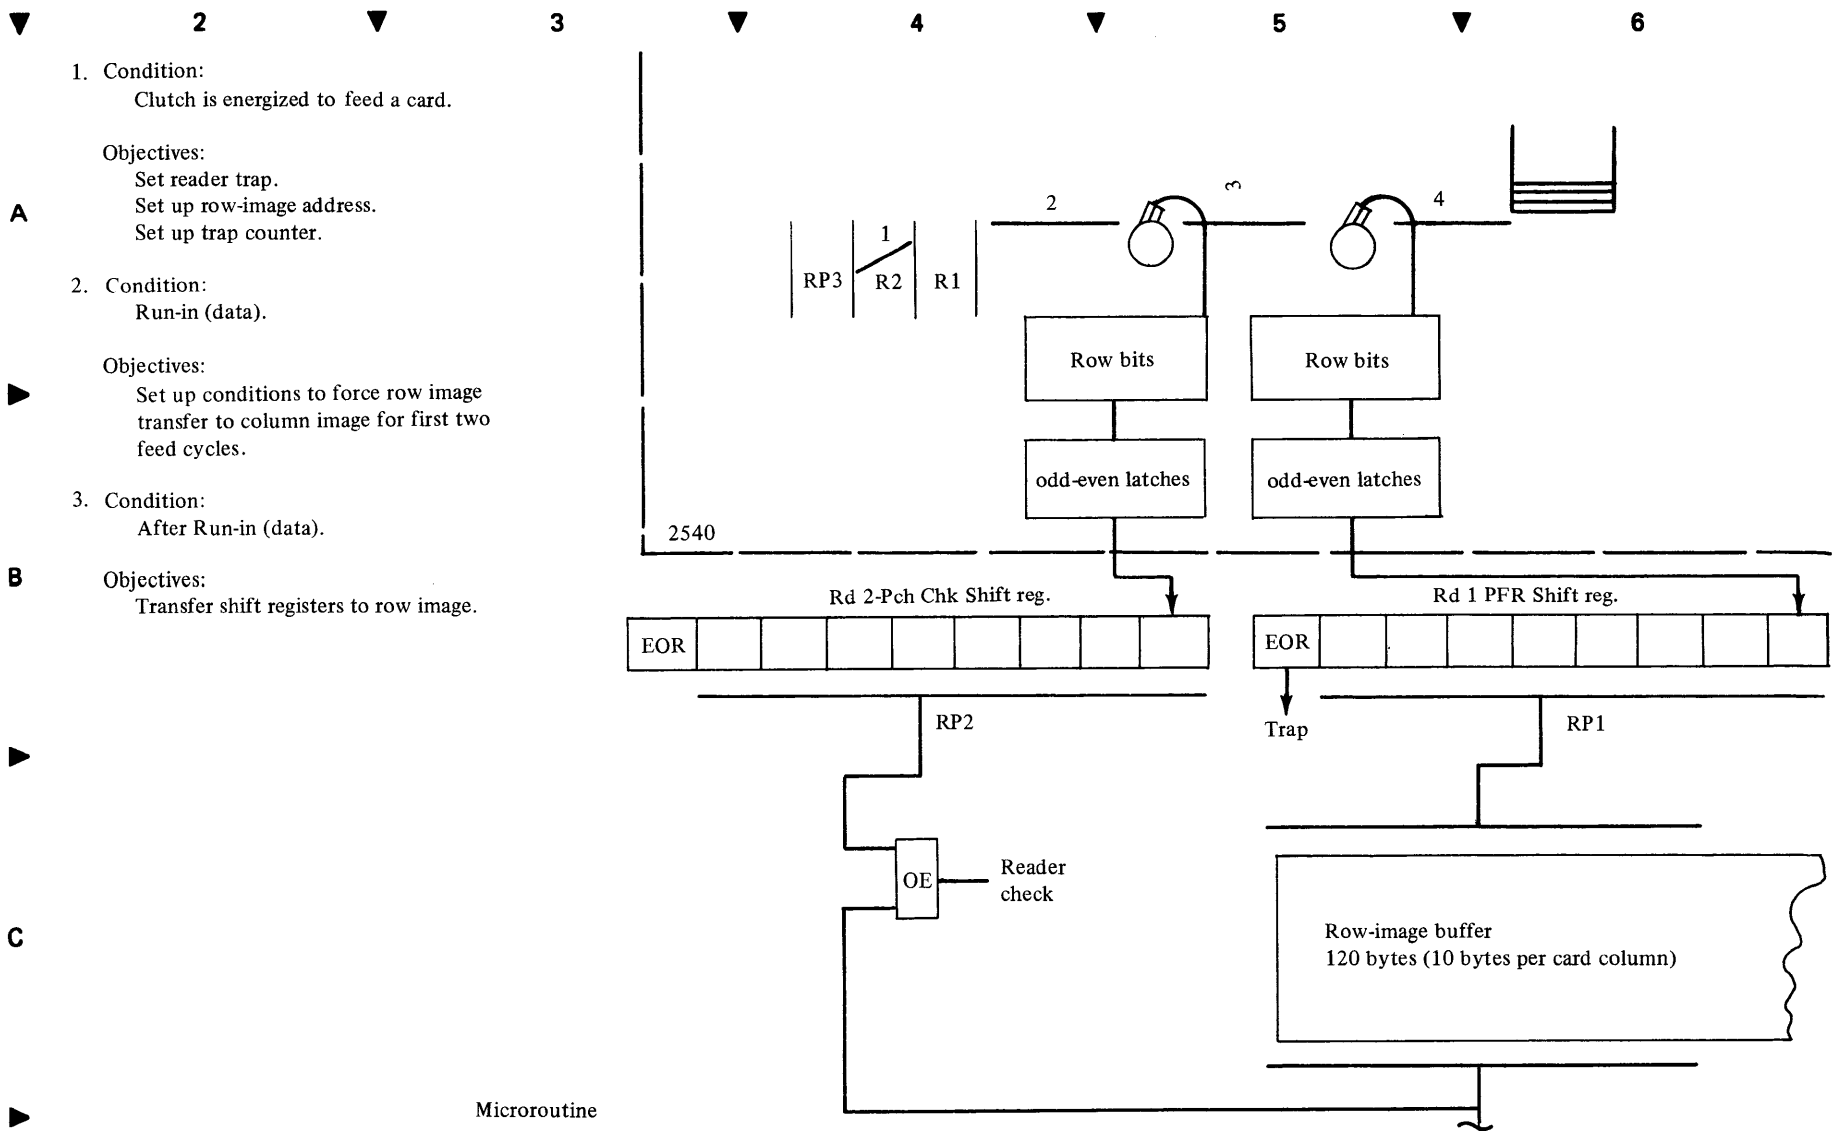 2 3 4 5 6
1. Condition:
Clutch is energized to feed a card.
Objectives:
Set reader trap.
Set up row-image address.
Set up trap counter.
A
2. Condition:
Run-in (data).
Objectives:
Set up conditions to force row image
transfer to column image for first two
feed cycles.
3. Condition:
After Run-in (data).
B
Objectives:
Transfer shift registers to row image.
C
Microroutine
1
2
3
4
RP3 R2 R1
Row bits
Row bits
odd-even latches
odd-even latches
2540
Rd 2-Pch Chk Shift reg.
Rd 1 PFR Shift reg.
EOR
EOR
RP2
Trap
RP1
OE
Reader
check
Row-image buffer
120 bytes (10 bytes per card column)